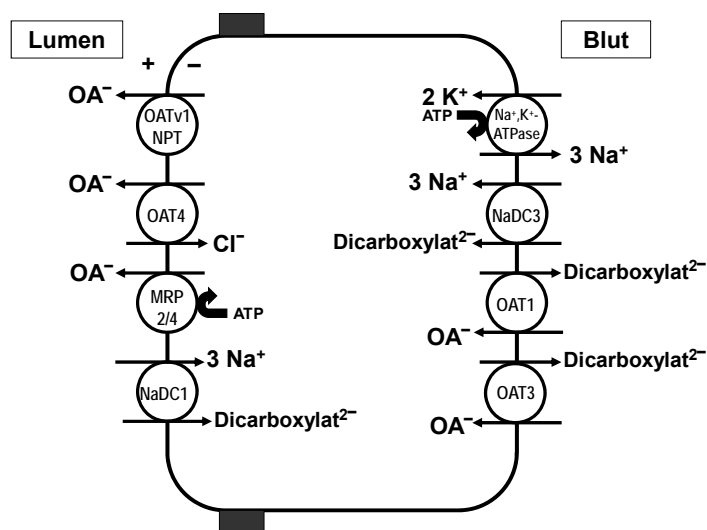 Lumen
Blut
+ −
OA⁻
OATv1
NPT
OA⁻
OAT4
Cl⁻
OA⁻
MRP
2/4
ATP
3 Na⁺
NaDC1
Dicarboxylat²⁻
2 K⁺
ATP
Na⁺,K⁺-
ATPase
3 Na⁺
3 Na⁺
NaDC3
Dicarboxylat²⁻
Dicarboxylat²⁻
OAT1
OA⁻
Dicarboxylat²⁻
OAT3
OA⁻